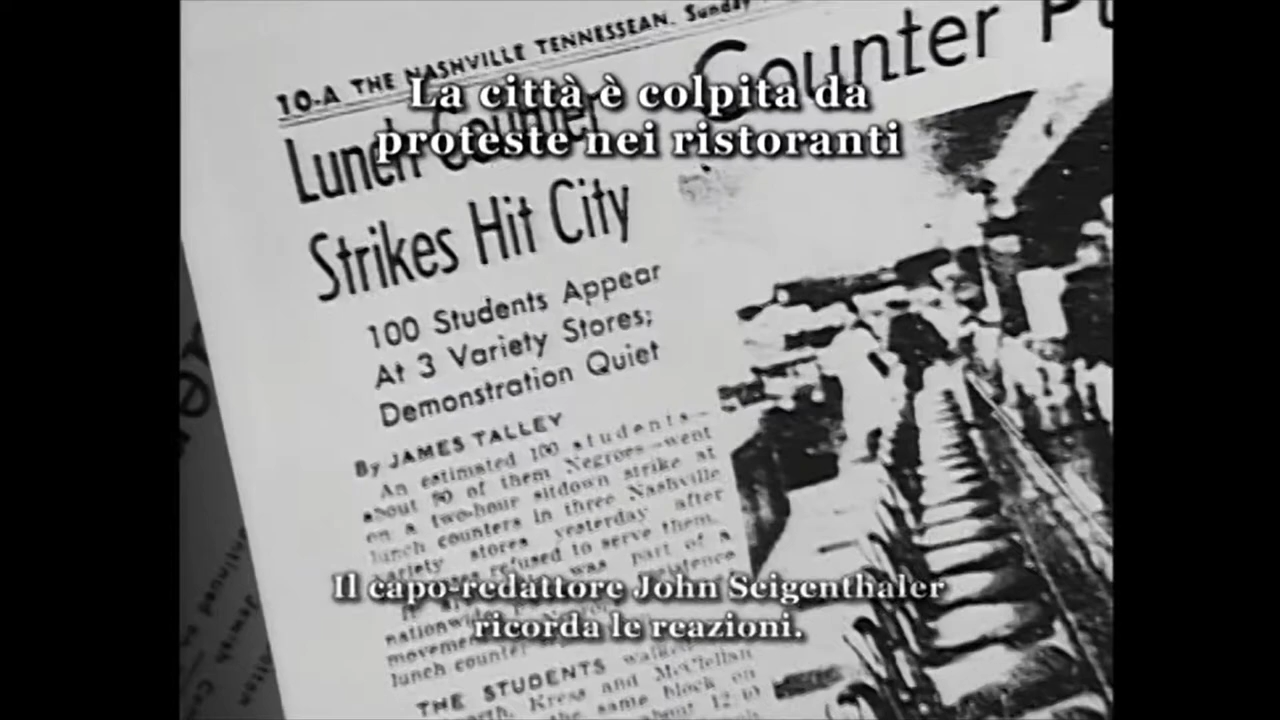 10-A THE NASHVILLE TENNESSEAN, Sunday
Counter
La città è colpita da
proteste nei ristoranti
Lunch Counter
Strikes Hit City
100 Students Appear
At 3 Variety Stores;
Demonstration Quiet
By JAMES TALLEY
An estimated 100 students—
about 80 of them Negroes—went
on a two-hour sitdown strike at
lunch counters in three Nashville
variety stores yesterday after
refused to serve them.
was part of a
Il capo-redattore John Seigenthaler
ricorda le reazioni.
nationwide
movement
lunch counter
THE STUDENTS
Kress and McClellan
the same block on
about 12:40